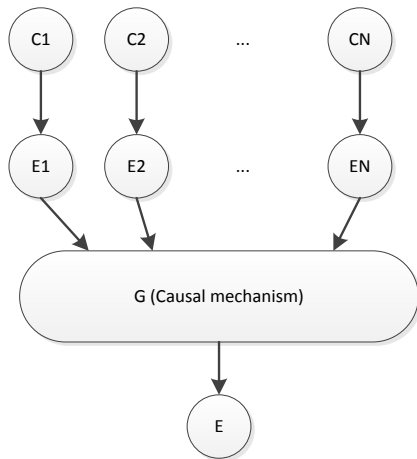 C1 C2 ... CN
E1 E2 ... EN
G (Causal mechanism)
E